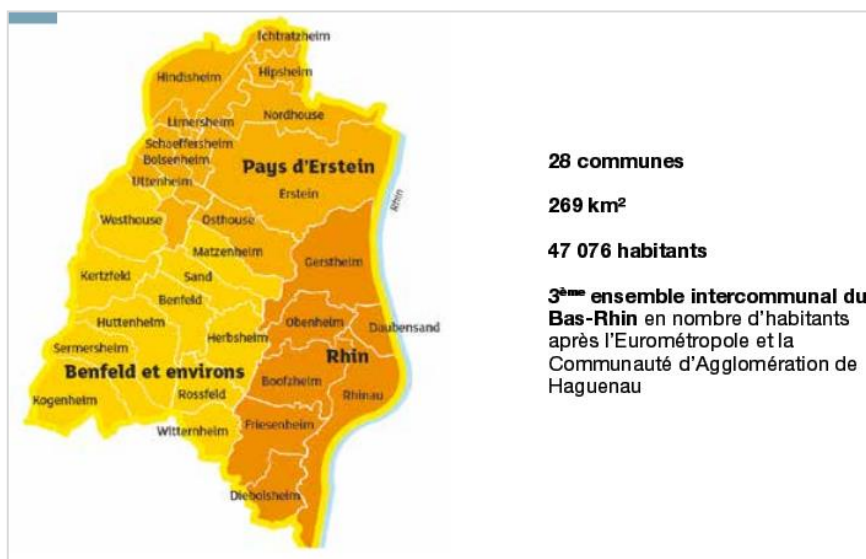 Ichtratzheim
Hipsheim
Hindisheim
Nordhouse
Limersheim
Schaeffersheim
Bolsenheim
Pays d'Erstein
Uttenheim
Erstein
Rhin
Westhouse
Osthouse
Matzenheim
Gerstheim
Kertzfeld
Sand
Benfeld
Huttenheim
Obenheim
Daubensand
Herbsheim
Sermersheim
Rhin
Benfeld et environs
Boofzheim
Kogenheim
Rossfeld
Rhinau
Witternheim
Friesenheim
Diebolsheim
28 communes
269 km²
47 076 habitants
3ème ensemble intercommunal du
Bas-Rhin en nombre d'habitants
après l'Eurométropole et la
Communauté d'Agglomération de
Haguenau